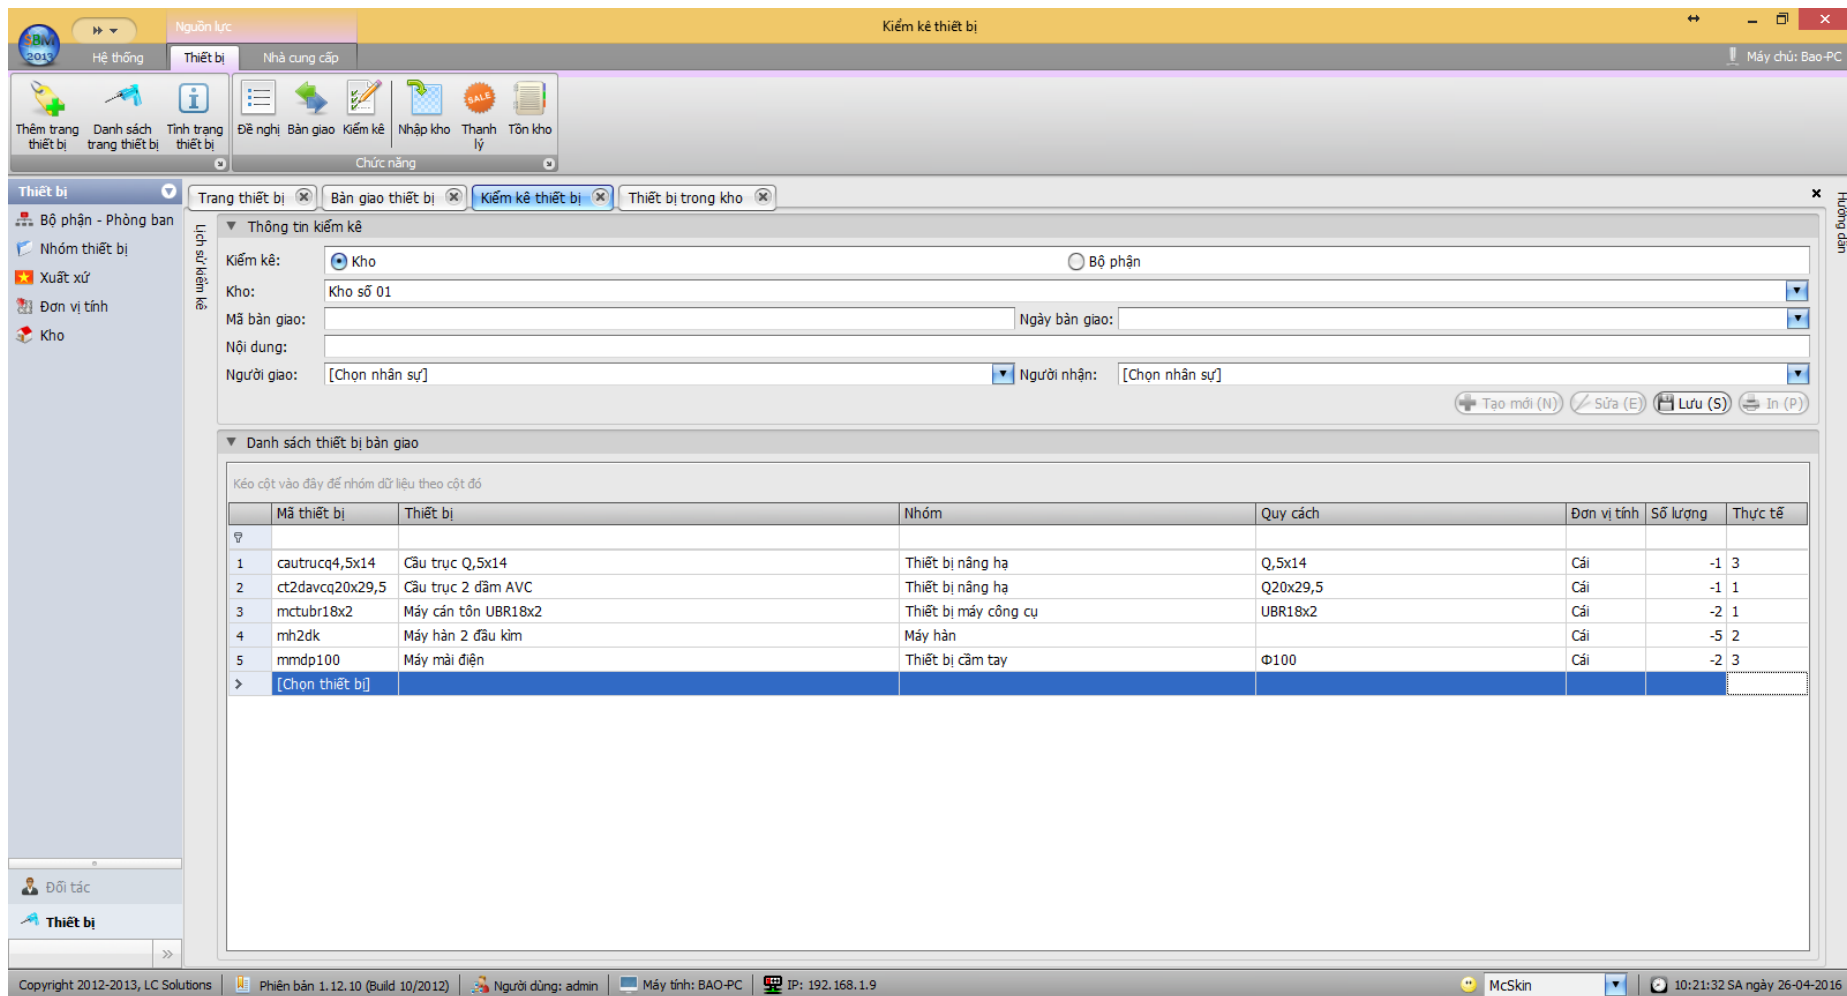 Nguồn lực
Kiểm kê thiết bị
SBM
2013
Hệ thống
Thiết bị
Nhà cung cấp
Máy chủ: Bao-PC
Thêm trang thiết bị
Danh sách trang thiết bị
Tình trạng thiết bị
Đề nghị
Bàn giao
Kiểm kê
Nhập kho
SALE
Thanh lý
Tồn kho
Chức năng
Thiết bị
Bộ phận - Phòng ban
Nhóm thiết bị
Xuất xứ
Đơn vị tính
Kho
Trang thiết bị
Bàn giao thiết bị
Kiểm kê thiết bị
Thiết bị trong kho
Hướng dẫn
Lịch sử kiểm kê
Thông tin kiểm kê
Kiểm kê: Kho Bộ phận
Kho: Kho số 01
Mã bàn giao: Ngày bàn giao:
Nội dung:
Người giao: [Chọn nhân sự] Người nhận: [Chọn nhân sự]
Tạo mới (N) Sửa (E) Lưu (S) In (P)
Danh sách thiết bị bàn giao
Kéo cột vào đây để nhóm dữ liệu theo cột đó
Mã thiết bị Thiết bị Nhóm Quy cách Đơn vị tính Số lượng Thực tế
1 cautrucq4,5x14 Cầu trục Q,5x14 Thiết bị nâng hạ Q,5x14 Cái -1 3
2 ct2davcq20x29,5 Cầu trục 2 dầm AVC Thiết bị nâng hạ Q20x29,5 Cái -1 1
3 mctubr18x2 Máy cán tôn UBR18x2 Thiết bị máy công cụ UBR18x2 Cái -2 1
4 mh2dk Máy hàn 2 đầu kìm Máy hàn Cái -5 2
5 mmdp100 Máy mài điện Thiết bị cầm tay Φ100 Cái -2 3
[Chọn thiết bị]
Đối tác
Thiết bị
Copyright 2012-2013, LC Solutions Phiên bản 1.12.10 (Build 10/2012) Người dùng: admin Máy tính: BAO-PC IP: 192.168.1.9 McSkin 10:21:32 SA ngày 26-04-2016